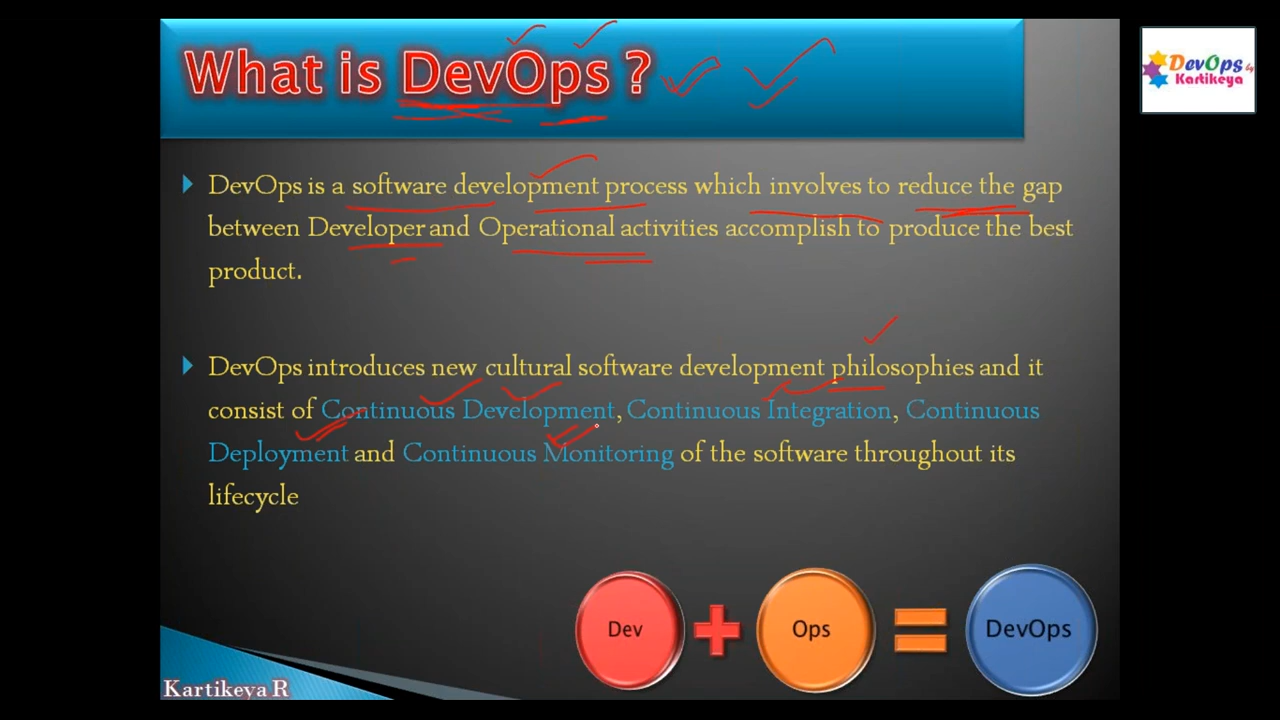 What is DevOps ?
DevOps by
Kartikeya
DevOps is a software development process which involves to reduce the gap
between Developer and Operational activities accomplish to produce the best
product.
DevOps introduces new cultural software development philosophies and it
consist of Continuous Development, Continuous Integration, Continuous
Deployment and Continuous Monitoring of the software throughout its
lifecycle
Dev + Ops = DevOps
Kartikeya R